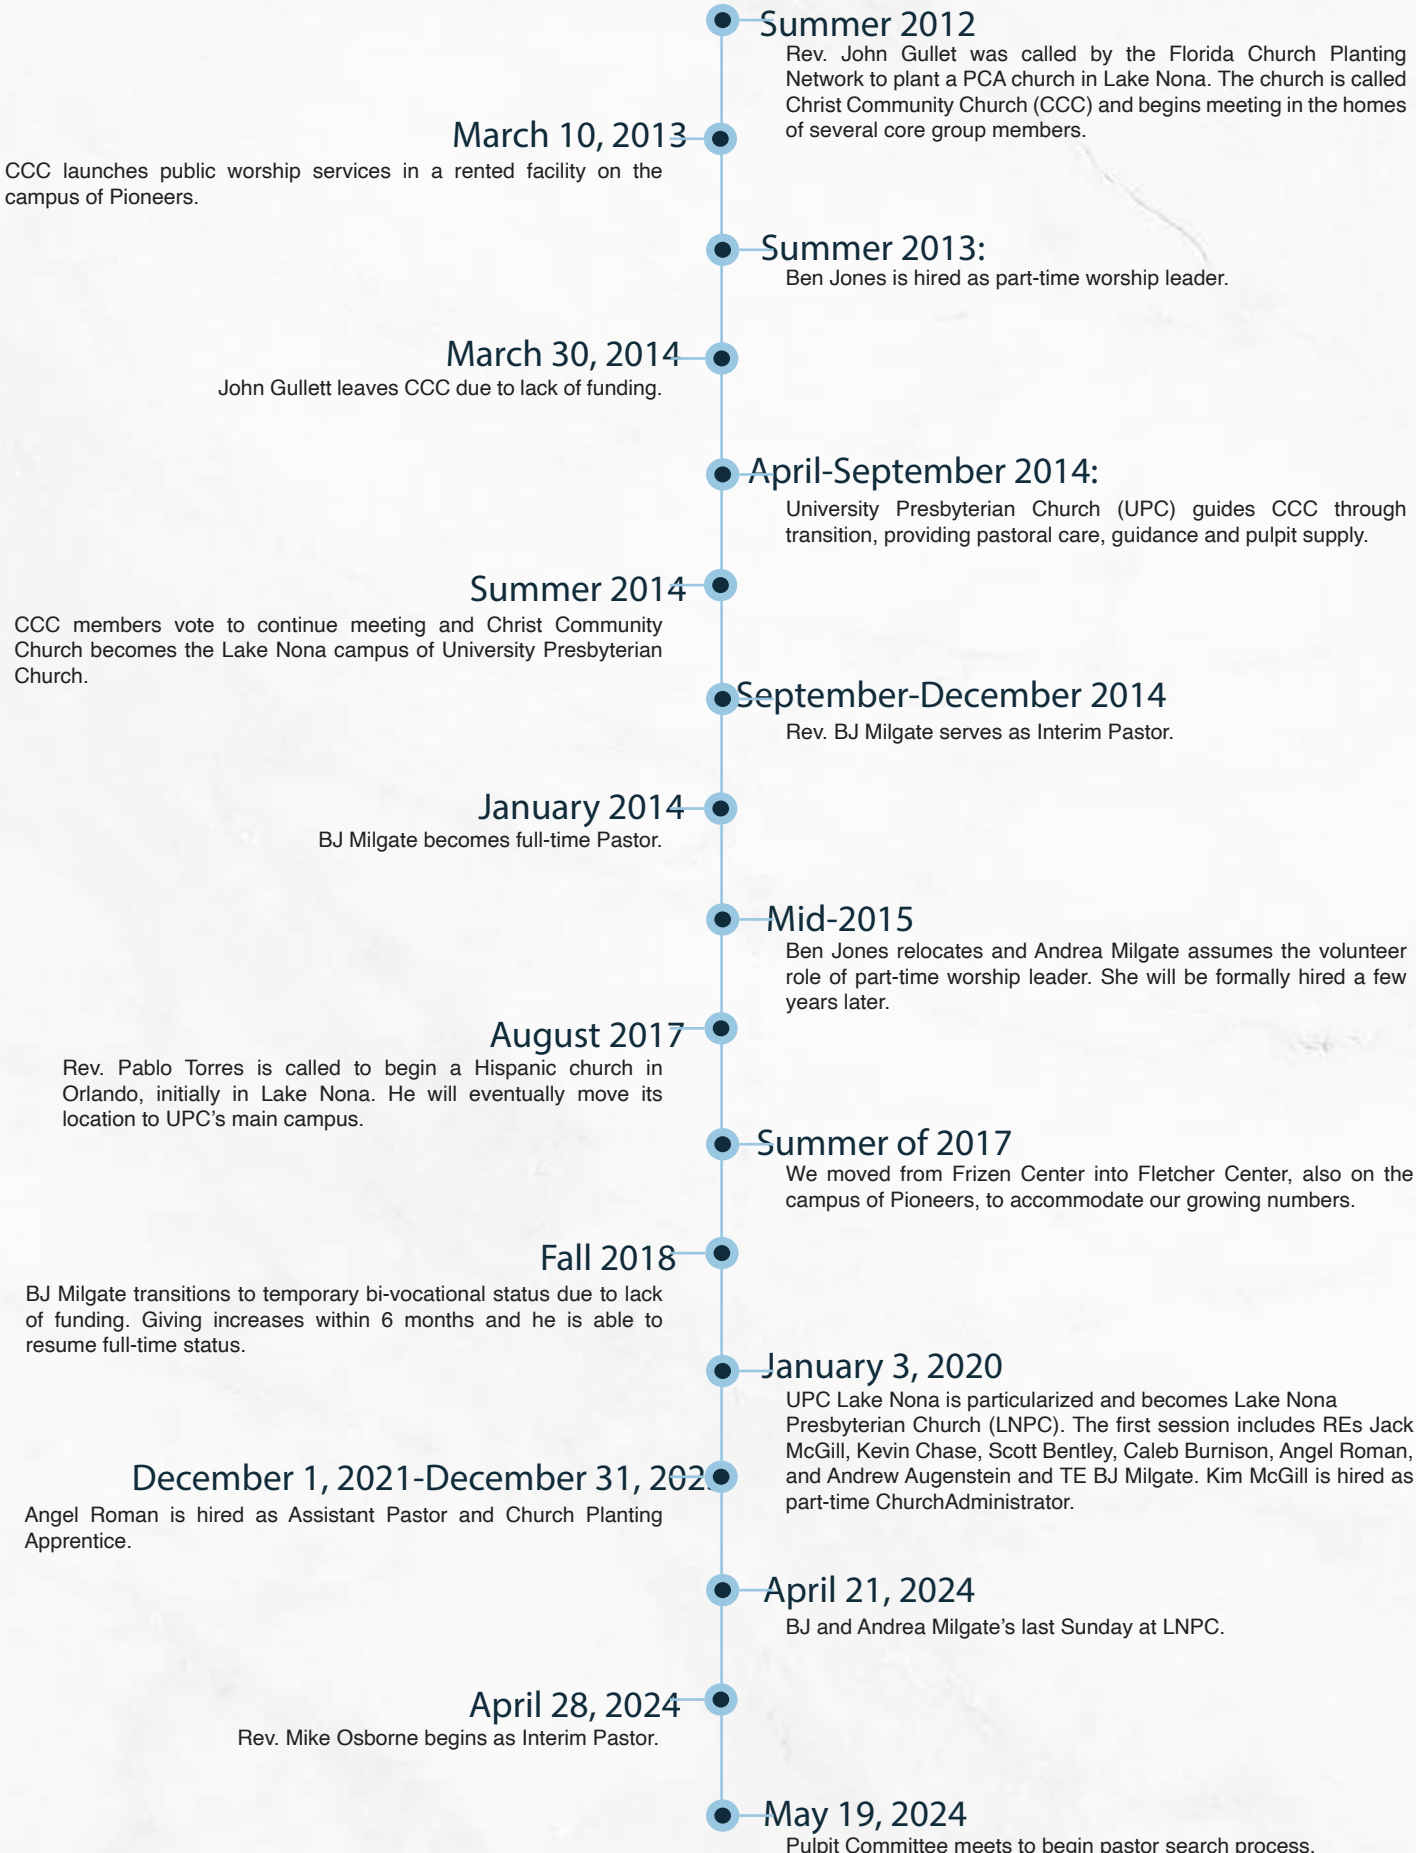 Summer 2012
Rev. John Gullet was called by the Florida Church Planting
Network to plant a PCA church in Lake Nona. The church is called
Christ Community Church (CCC) and begins meeting in the homes
of several core group members.
March 10, 2013
CCC launches public worship services in a rented facility on the
campus of Pioneers.
Summer 2013:
Ben Jones is hired as part-time worship leader.
March 30, 2014
John Gullett leaves CCC due to lack of funding.
April-September 2014:
University Presbyterian Church (UPC) guides CCC through
transition, providing pastoral care, guidance and pulpit supply.
Summer 2014
CCC members vote to continue meeting and Christ Community
Church becomes the Lake Nona campus of University Presbyterian
Church.
September-December 2014
Rev. BJ Milgate serves as Interim Pastor.
January 2014
BJ Milgate becomes full-time Pastor.
Mid-2015
Ben Jones relocates and Andrea Milgate assumes the volunteer
role of part-time worship leader. She will be formally hired a few
years later.
August 2017
Rev. Pablo Torres is called to begin a Hispanic church in
Orlando, initially in Lake Nona. He will eventually move its
location to UPC’s main campus.
Summer of 2017
We moved from Frizen Center into Fletcher Center, also on the
campus of Pioneers, to accommodate our growing numbers.
Fall 2018
BJ Milgate transitions to temporary bi-vocational status due to lack
of funding. Giving increases within 6 months and he is able to
resume full-time status.
January 3, 2020
UPC Lake Nona is particularized and becomes Lake Nona
Presbyterian Church (LNPC). The first session includes REs Jack
McGill, Kevin Chase, Scott Bentley, Caleb Burnison, Angel Roman,
and Andrew Augenstein and TE BJ Milgate. Kim McGill is hired as
part-time ChurchAdministrator.
December 1, 2021-December 31,
Angel Roman is hired as Assistant Pastor and Church Planting
Apprentice.
April 21, 2024
BJ and Andrea Milgate’s last Sunday at LNPC.
April 28, 2024
Rev. Mike Osborne begins as Interim Pastor.
May 19, 2024
Pulpit Committee meets to begin pastor search process.